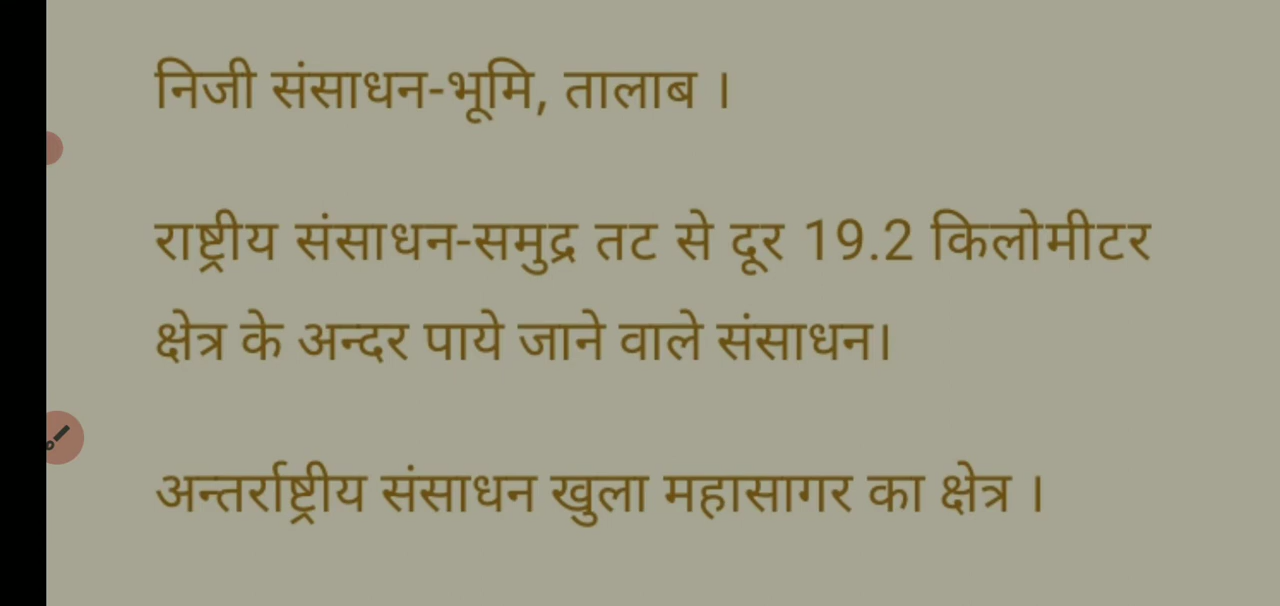 निजी संसाधन-भूमि, तालाब ।
राष्ट्रीय संसाधन-समुद्र तट से दूर 19.2 किलोमीटर
क्षेत्र के अन्दर पाये जाने वाले संसाधन।
अन्तर्राष्ट्रीय संसाधन खुला महासागर का क्षेत्र ।